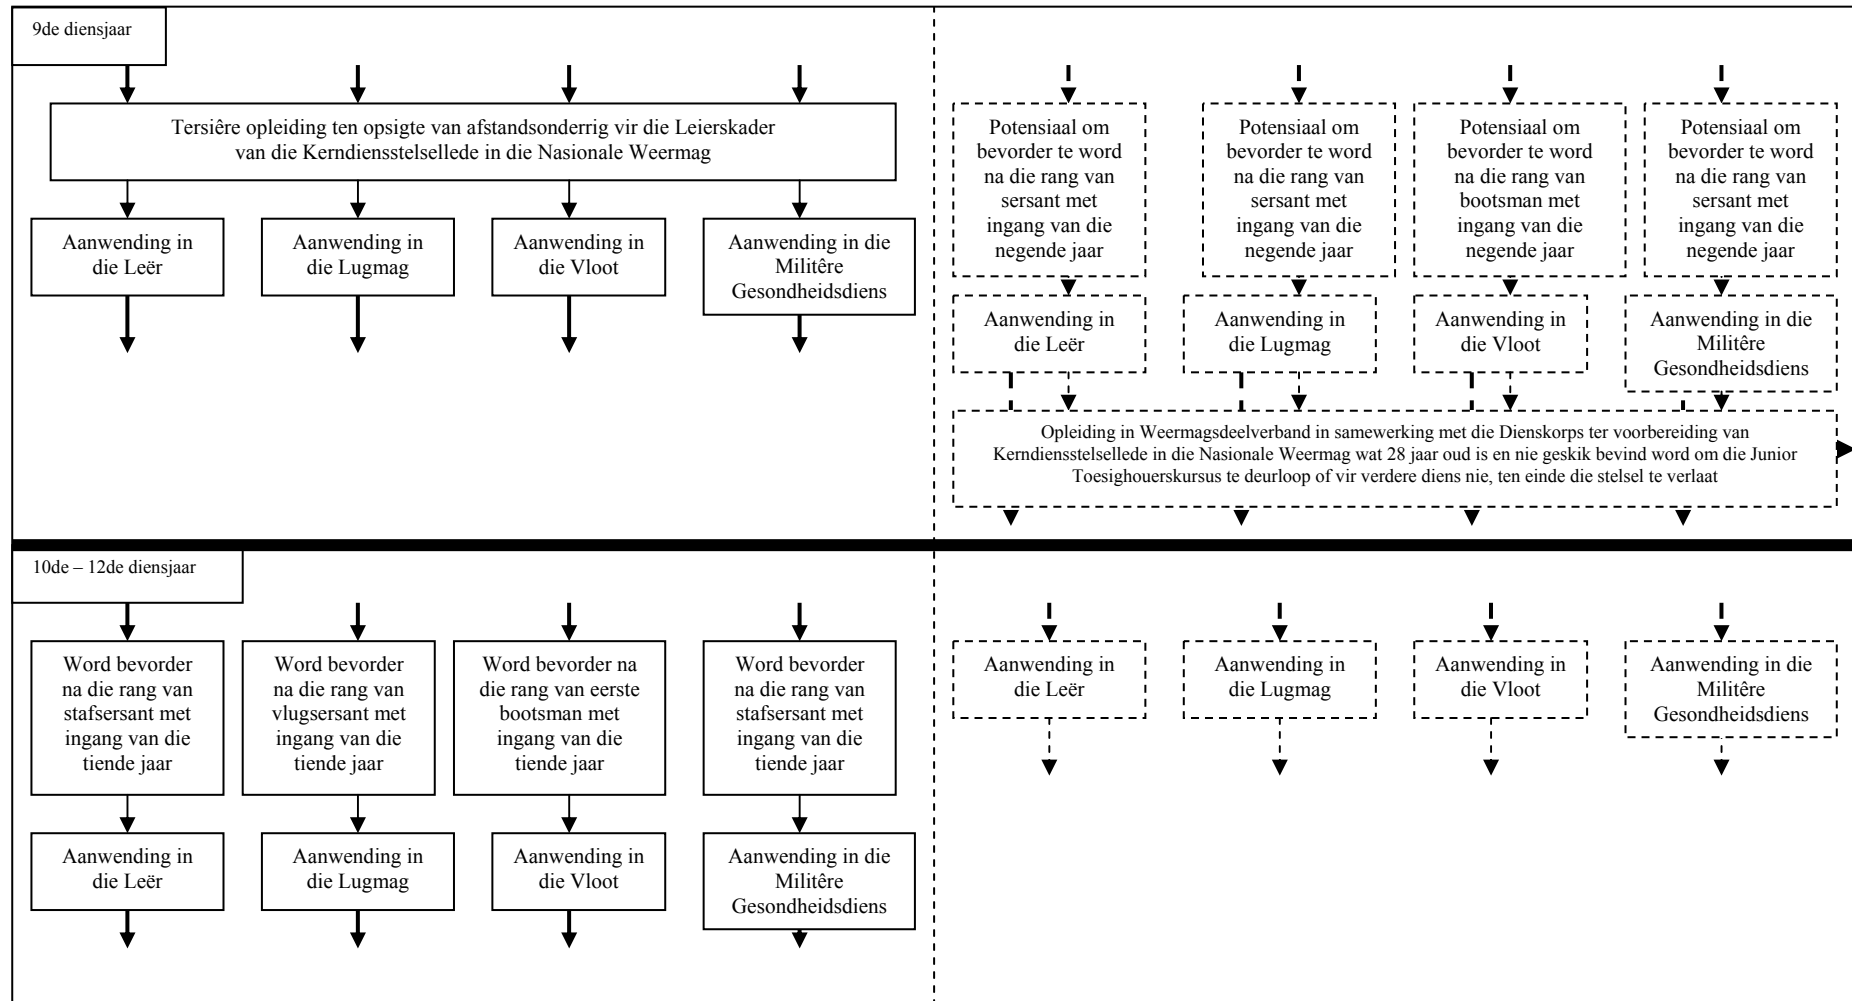 9de diensjaar
Tersiêre opleiding ten opsigte van afstandsonderrig vir die Leierskader
van die Kerndiensstelsellede in die Nasionale Weermag
Aanwending in
die Leër
Aanwending in
die Lugmag
Aanwending in
die Vloot
Aanwending in die
Militêre
Gesondheidsdiens
Potensiaal om
bevorder te word
na die rang van
sersant met
ingang van die
negende jaar
Potensiaal om
bevorder te word
na die rang van
sersant met
ingang van die
negende jaar
Potensiaal om
bevorder te word
na die rang van
bootsman met
ingang van die
negende jaar
Potensiaal om
bevorder te word
na die rang van
sersant met
ingang van die
negende jaar
Aanwending in
die Leër
Aanwending in
die Lugmag
Aanwending in
die Vloot
Aanwending in die
Militêre
Gesondheidsdiens
Opleiding in Weermagsdeelverband in samewerking met die Dienskorps ter voorbereiding van
Kerndiensstelsellede in die Nasionale Weermag wat 28 jaar oud is en nie geskik bevind word om die Junior
Toesighouerskursus te deurloop of vir verdere diens nie, ten einde die stelsel te verlaat
10de – 12de diensjaar
Word bevorder
na die rang van
stafsersant met
ingang van die
tiende jaar
Word bevorder
na die rang van
vlugsersant met
ingang van die
tiende jaar
Word bevorder na
die rang van eerste
bootsman met
ingang van die
tiende jaar
Word bevorder
na die rang van
stafsersant met
ingang van die
tiende jaar
Aanwending in
die Leër
Aanwending in
die Lugmag
Aanwending in
die Vloot
Aanwending in die
Militêre
Gesondheidsdiens
Aanwending in
die Leër
Aanwending in
die Lugmag
Aanwending in
die Vloot
Aanwending in die
Militêre
Gesondheidsdiens